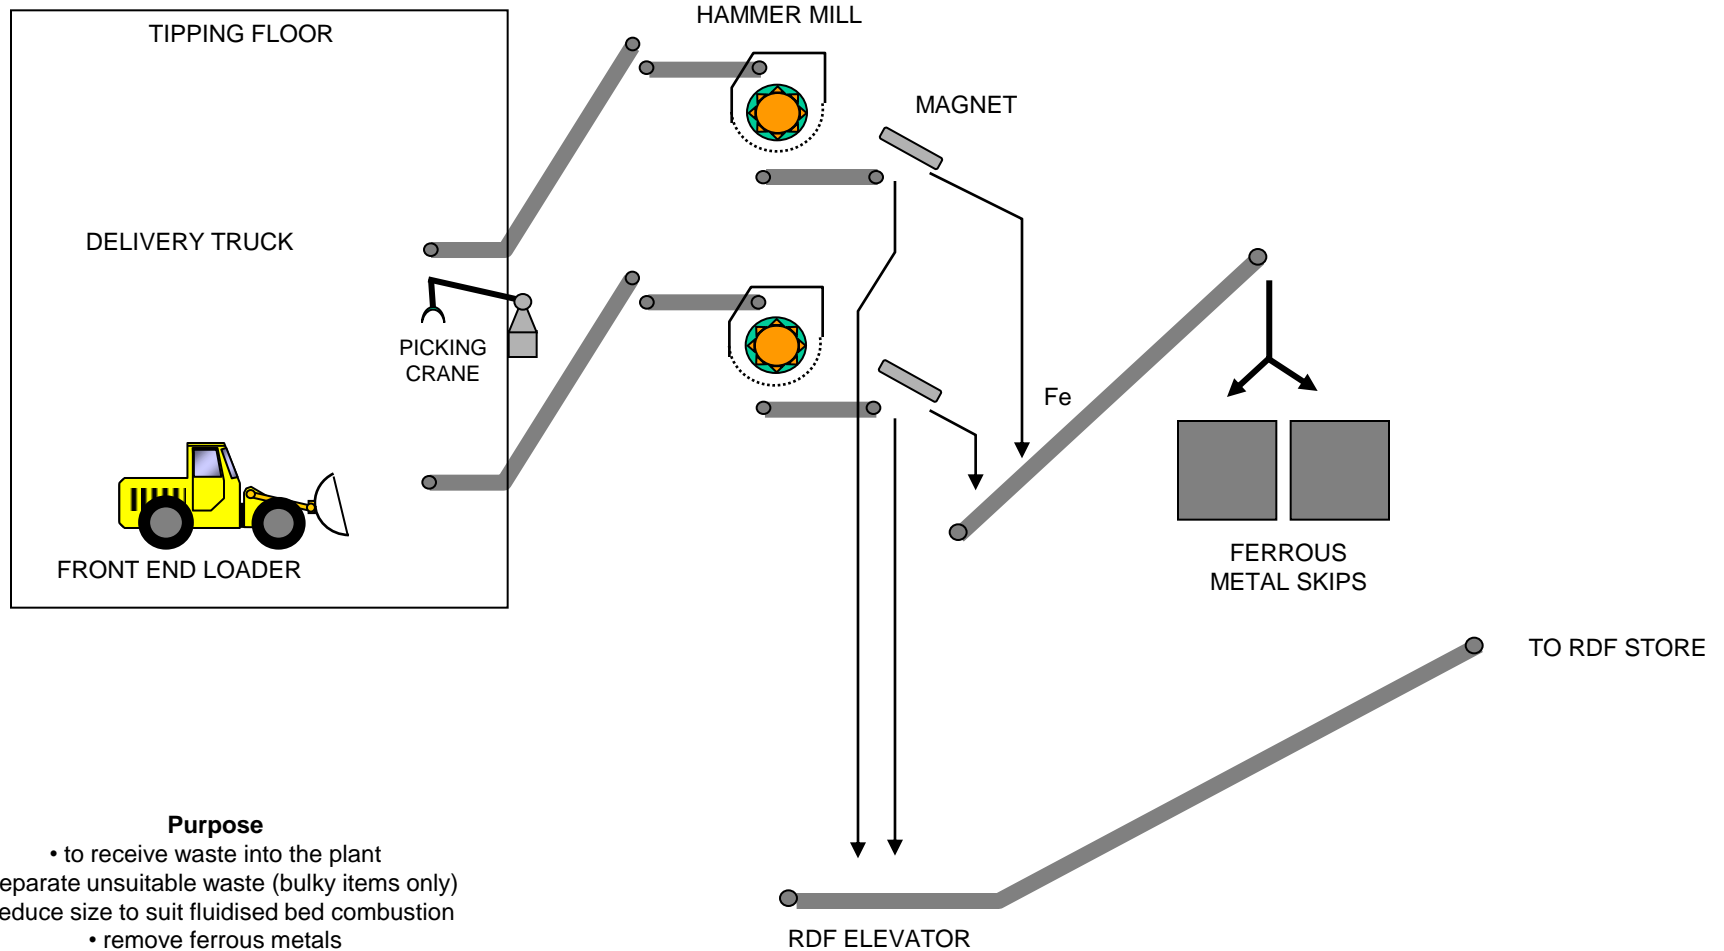 HAMMER MILL
TIPPING FLOOR
MAGNET
DELIVERY TRUCK
PICKING
CRANE
Fe
FRONT END LOADER
FERROUS
METAL SKIPS
TO RDF STORE
Purpose
• to receive waste into the plant
eparate unsuitable waste (bulky items only)
educe size to suit fluidised bed combustion
• remove ferrous metals
RDF ELEVATOR